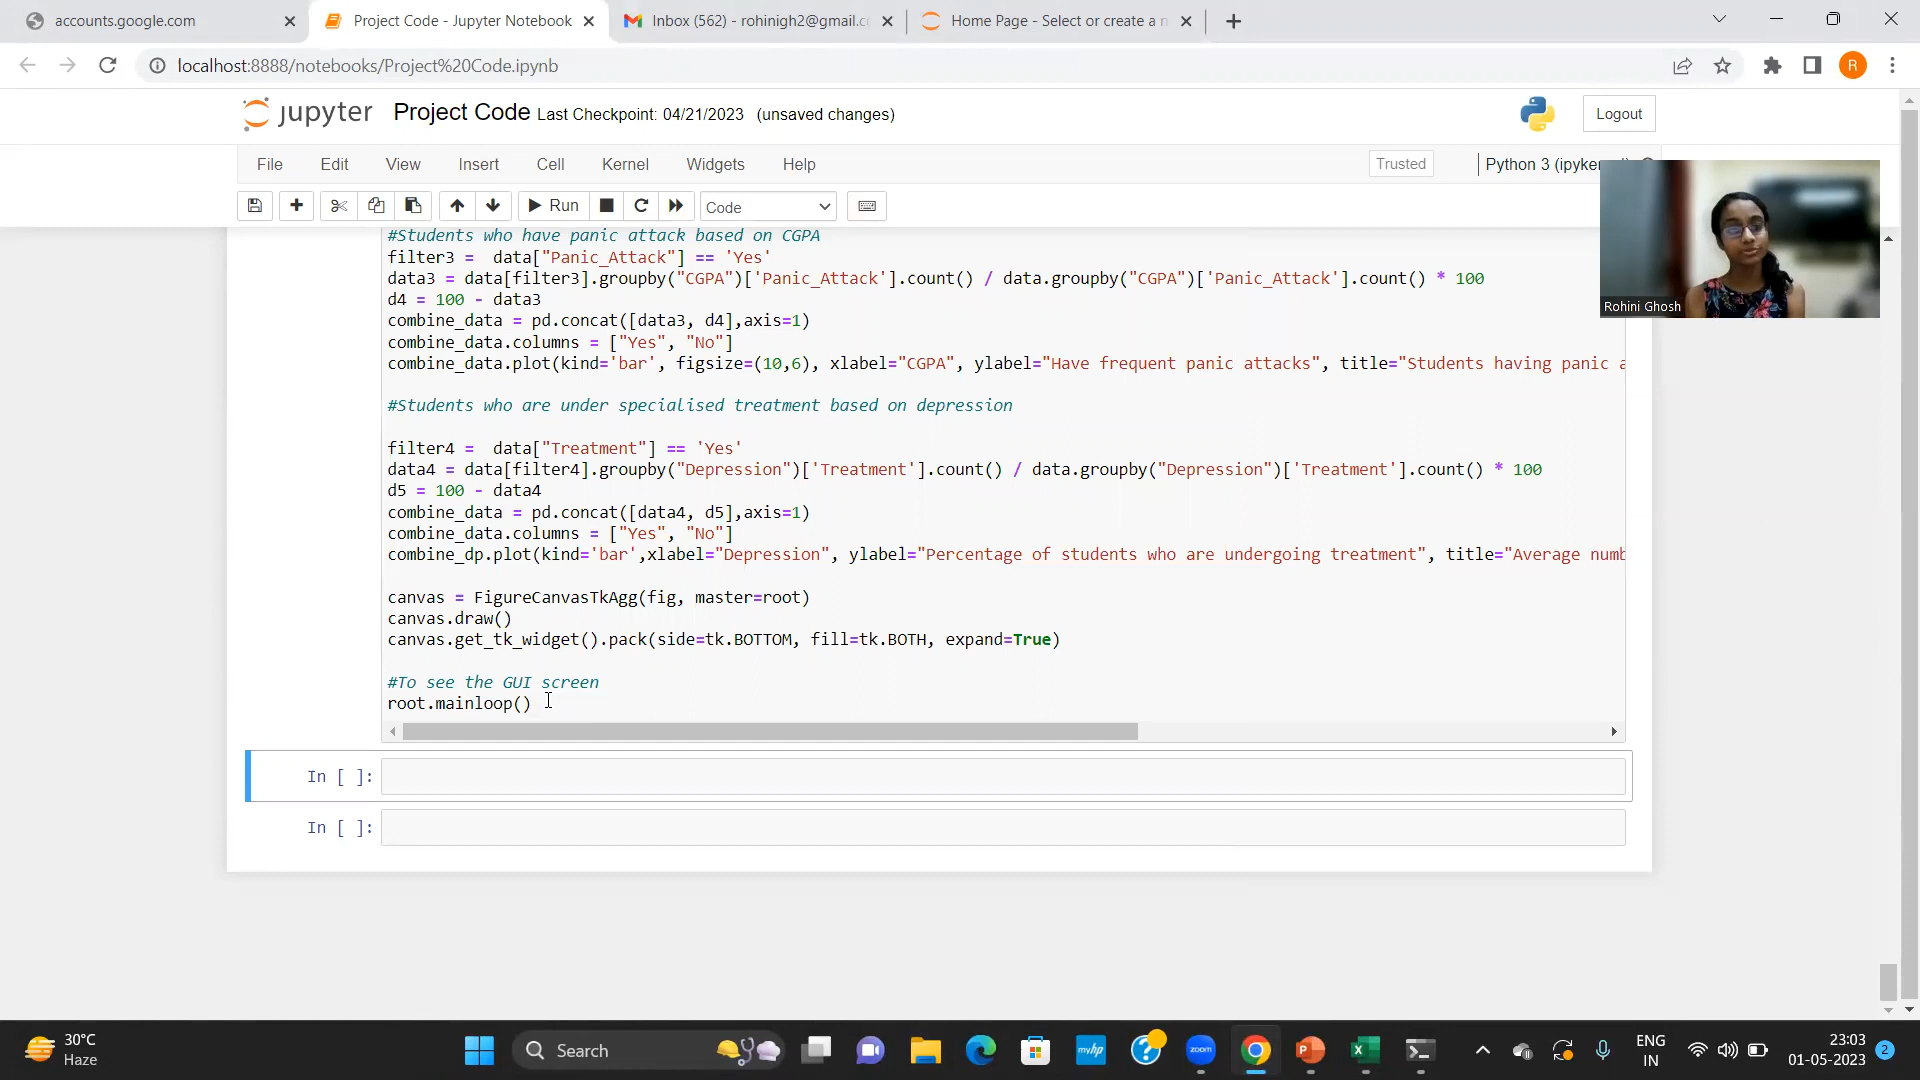 accounts.google.com
Project Code - Jupyter Notebook
Inbox (562) - rohinigh2@gmail.c
Home Page - Select or create a n
localhost:8888/notebooks/Project%20Code.ipynb
R
jupyter Project Code Last Checkpoint: 04/21/2023 (unsaved changes)
Logout
File Edit View Insert Cell Kernel Widgets Help
Trusted
Python 3 (ipyke
Run
Code
Rohini Ghosh
#Students who have panic attack based on CGPA
filter3 =  data["Panic_Attack"] == 'Yes'
data3 = data[filter3].groupby("CGPA")['Panic_Attack'].count() / data.groupby("CGPA")['Panic_Attack'].count() * 100
d4 = 100 - data3
combine_data = pd.concat([data3, d4],axis=1)
combine_data.columns = ["Yes", "No"]
combine_data.plot(kind='bar', figsize=(10,6), xlabel="CGPA", ylabel="Have frequent panic attacks", title="Students having panic a
#Students who are under specialised treatment based on depression
filter4 =  data["Treatment"] == 'Yes'
data4 = data[filter4].groupby("Depression")['Treatment'].count() / data.groupby("Depression")['Treatment'].count() * 100
d5 = 100 - data4
combine_data = pd.concat([data4, d5],axis=1)
combine_data.columns = ["Yes", "No"]
combine_dp.plot(kind='bar',xlabel="Depression", ylabel="Percentage of students who are undergoing treatment", title="Average numb
canvas = FigureCanvasTkAgg(fig, master=root)
canvas.draw()
canvas.get_tk_widget().pack(side=tk.BOTTOM, fill=tk.BOTH, expand=True)
#To see the GUI screen
root.mainloop()
In [ ]:
In [ ]:
30°C
Haze
Search
myhp
zoom
ENG
IN
23:03
01-05-2023
2